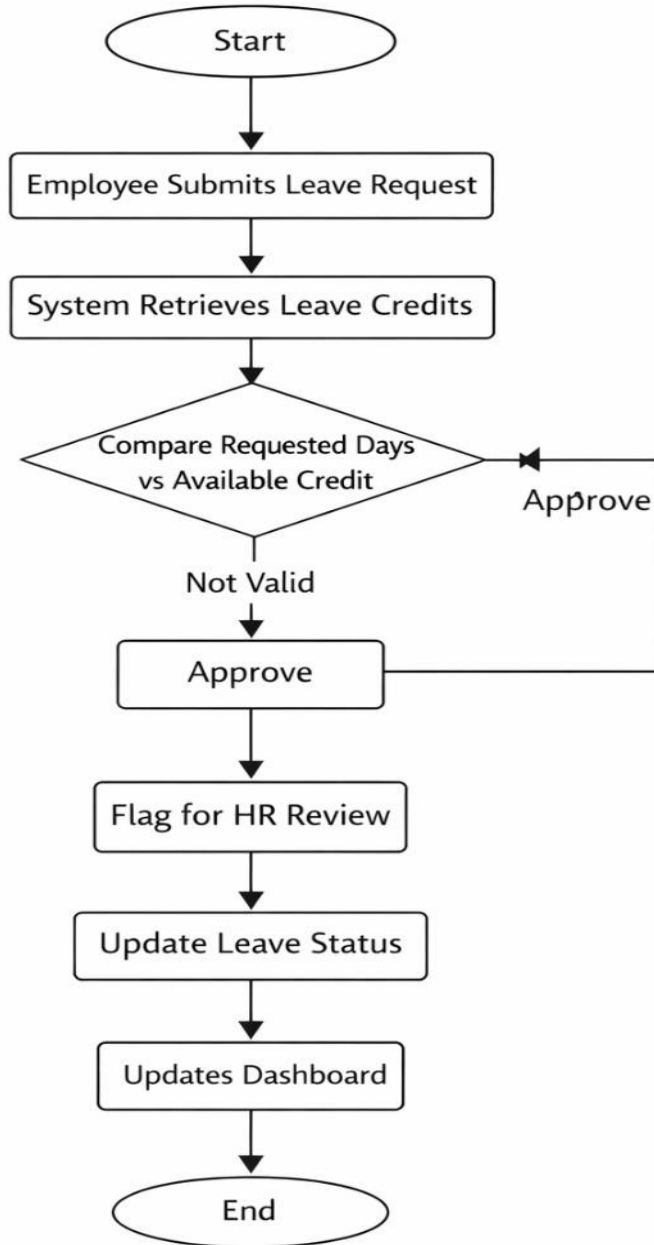 Start
Employee Submits Leave Request
System Retrieves Leave Credits
Compare Requested Days
vs Available Credit
Approve
Not Valid
Approve
Flag for HR Review
Update Leave Status
Updates Dashboard
End